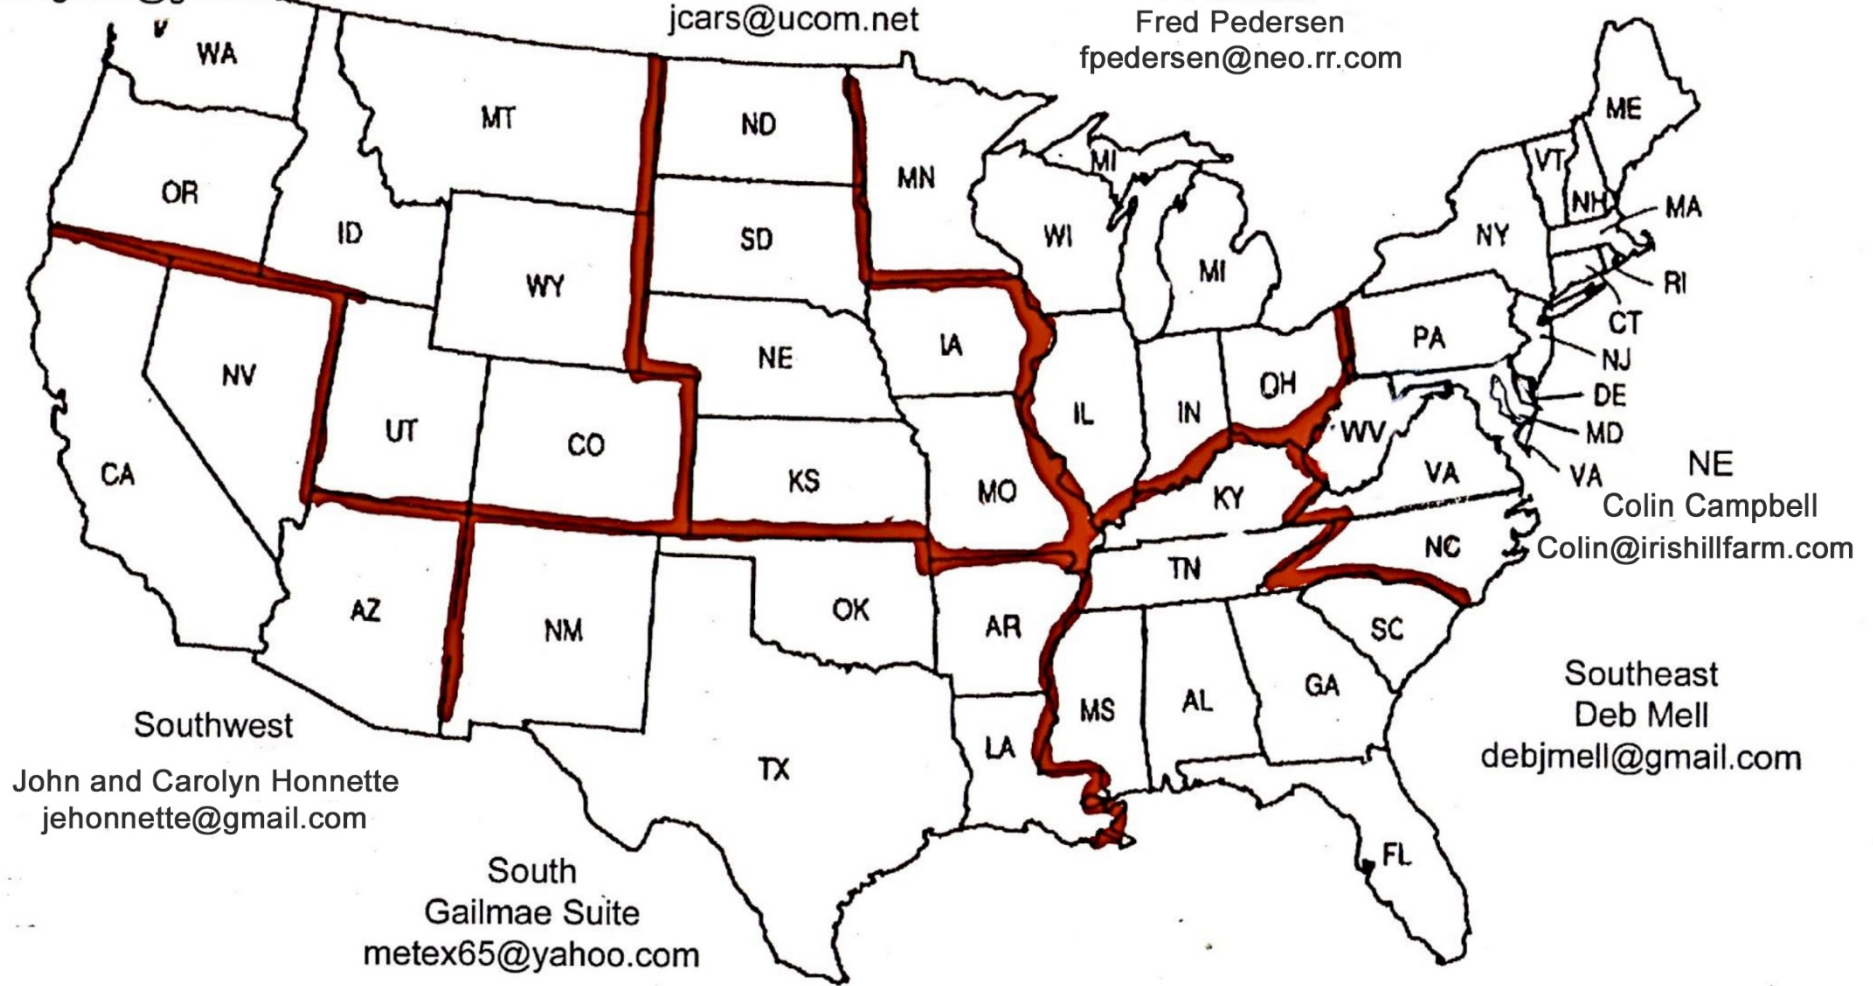 jcars@ucom.net
Fred Pedersen
fpedersen@neo.rr.com
WA
MT
ND
MN
MI
ME
VT
NH
MA
OR
ID
SD
WI
NY
MI
RI
WY
CT
IA
PA
NJ
NE
NV
OH
DE
UT
CO
IL
IN
WV
MD
CA
KS
MO
KY
VA
VA
NE
Colin Campbell
Colin@irishillfarm.com
NC
TN
AZ
NM
OK
AR
SC
MS
AL
GA
LA
TX
FL
Southeast
Deb Mell
debjmell@gmail.com
Southwest
John and Carolyn Honnette
jehonnette@gmail.com
South
Gailmae Suite
metex65@yahoo.com